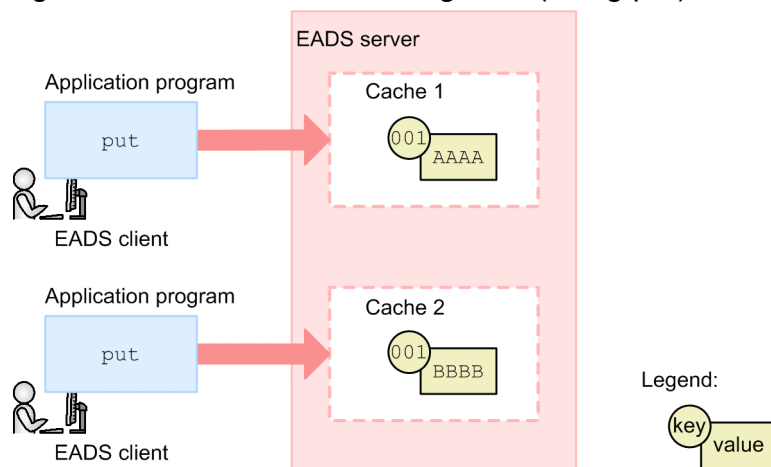 EADS server
Application program
put
EADS client
Cache 1
001
AAAA
Application program
put
EADS client
Cache 2
001
BBBB
Legend:
key
value